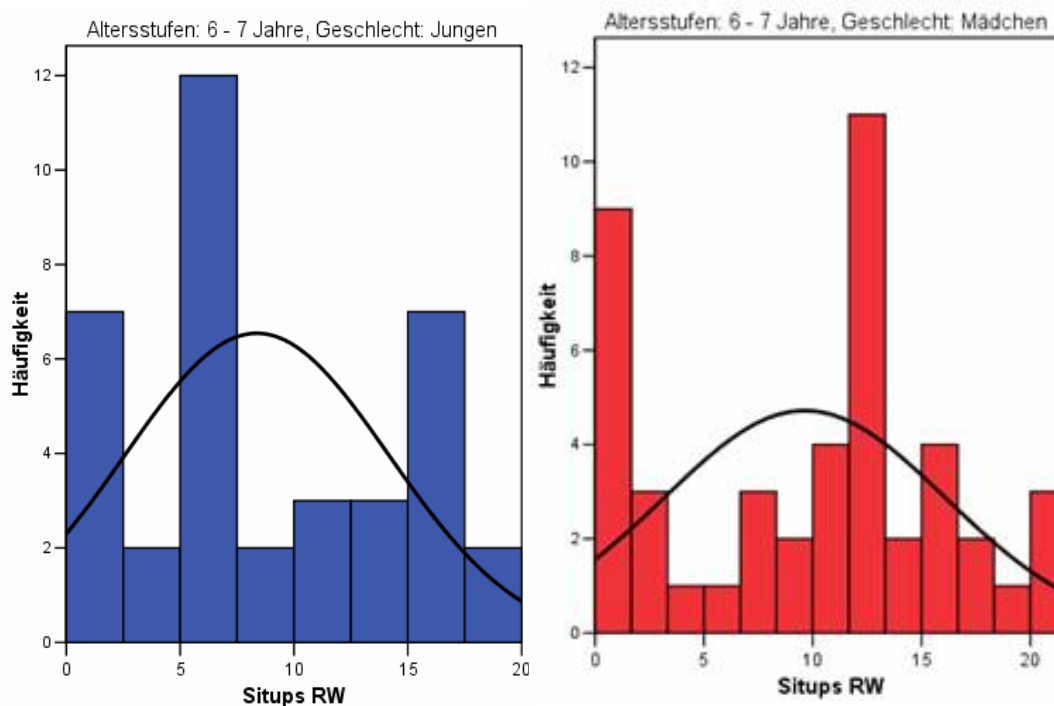 Altersstufen: 6 - 7 Jahre, Geschlecht: Jungen
12
10
8
6
4
2
0
Häufigkeit
0 5 10 15 20
Situps RW
Altersstufen: 6 - 7 Jahre, Geschlecht: Mädchen
12
10
8
6
4
2
0
Häufigkeit
0 5 10 15 20
Situps RW